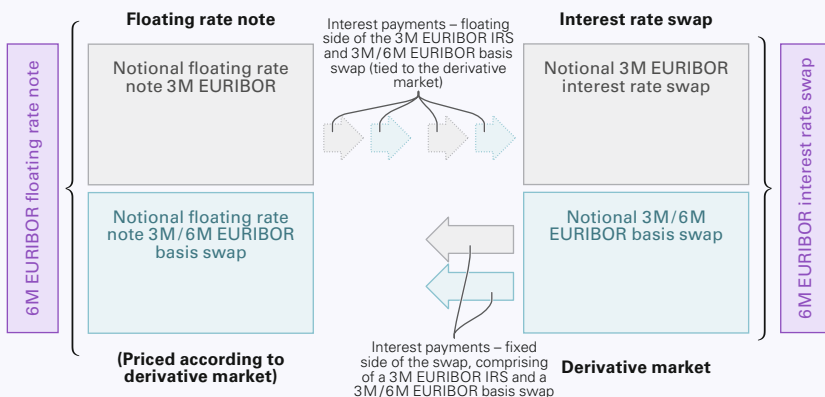 Floating rate note
Interest payments – floating
side of the 3M EURIBOR IRS
and 3M/6M EURIBOR basis
swap (tied to the derivative
market)
Interest rate swap
6M EURIBOR floating rate note
Notional floating rate
note 3M EURIBOR
Notional 3M EURIBOR
interest rate swap
6M EURIBOR interest rate swap
Notional floating rate
note 3M/6M EURIBOR
basis swap
Notional 3M/6M
EURIBOR basis swap
(Priced according to
derivative market)
Interest payments – fixed
side of the swap, comprising
of a 3M EURIBOR IRS and a
3M/6M EURIBOR basis swap
Derivative market